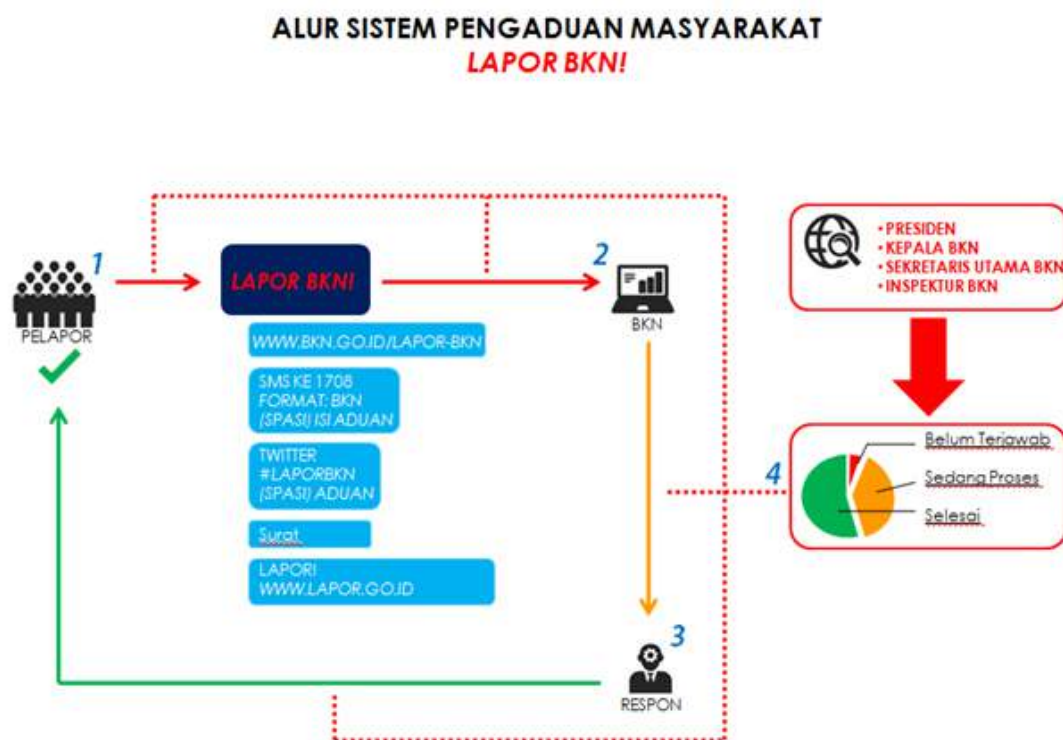 ALUR SISTEM PENGADUAN MASYARAKAT
LAPOR BKN!
1
PELAPOR
LAPOR BKN!
WWW.BKN.GO.ID/LAPOR-BKN
SMS KE 1708
FORMAT: BKN
(SPASI) ISI ADUAN
TWITTER
#LAPORBKN
(SPASI) ADUAN
Surat
LAPOR!
WWW.LAPOR.GO.ID
2
BKN
3
RESPON
• PRESIDEN
• KEPALA BKN
• SEKRETARIS UTAMA BKN
• INSPEKTUR BKN
4
Belum Terjawab
Sedang Proses
Selesai